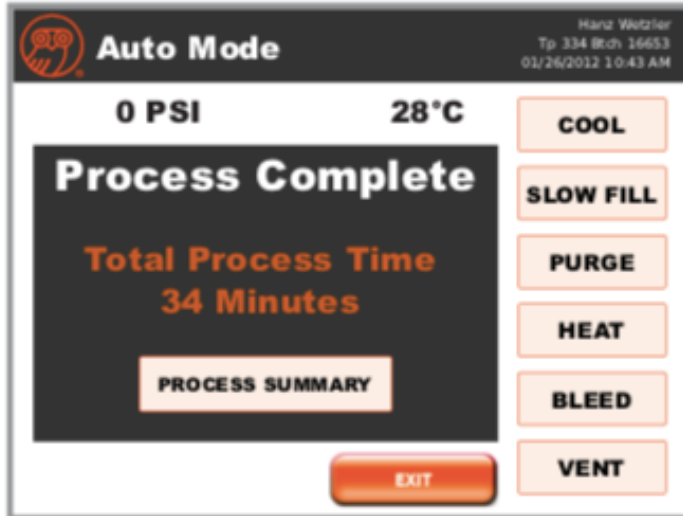 Auto Mode
Hanz Wetzler
Tp 334 Btch 16653
01/26/2012 10:43 AM
0 PSI 28°C
Process Complete
Total Process Time
34 Minutes
PROCESS SUMMARY
COOL
SLOW FILL
PURGE
HEAT
BLEED
VENT
EXIT